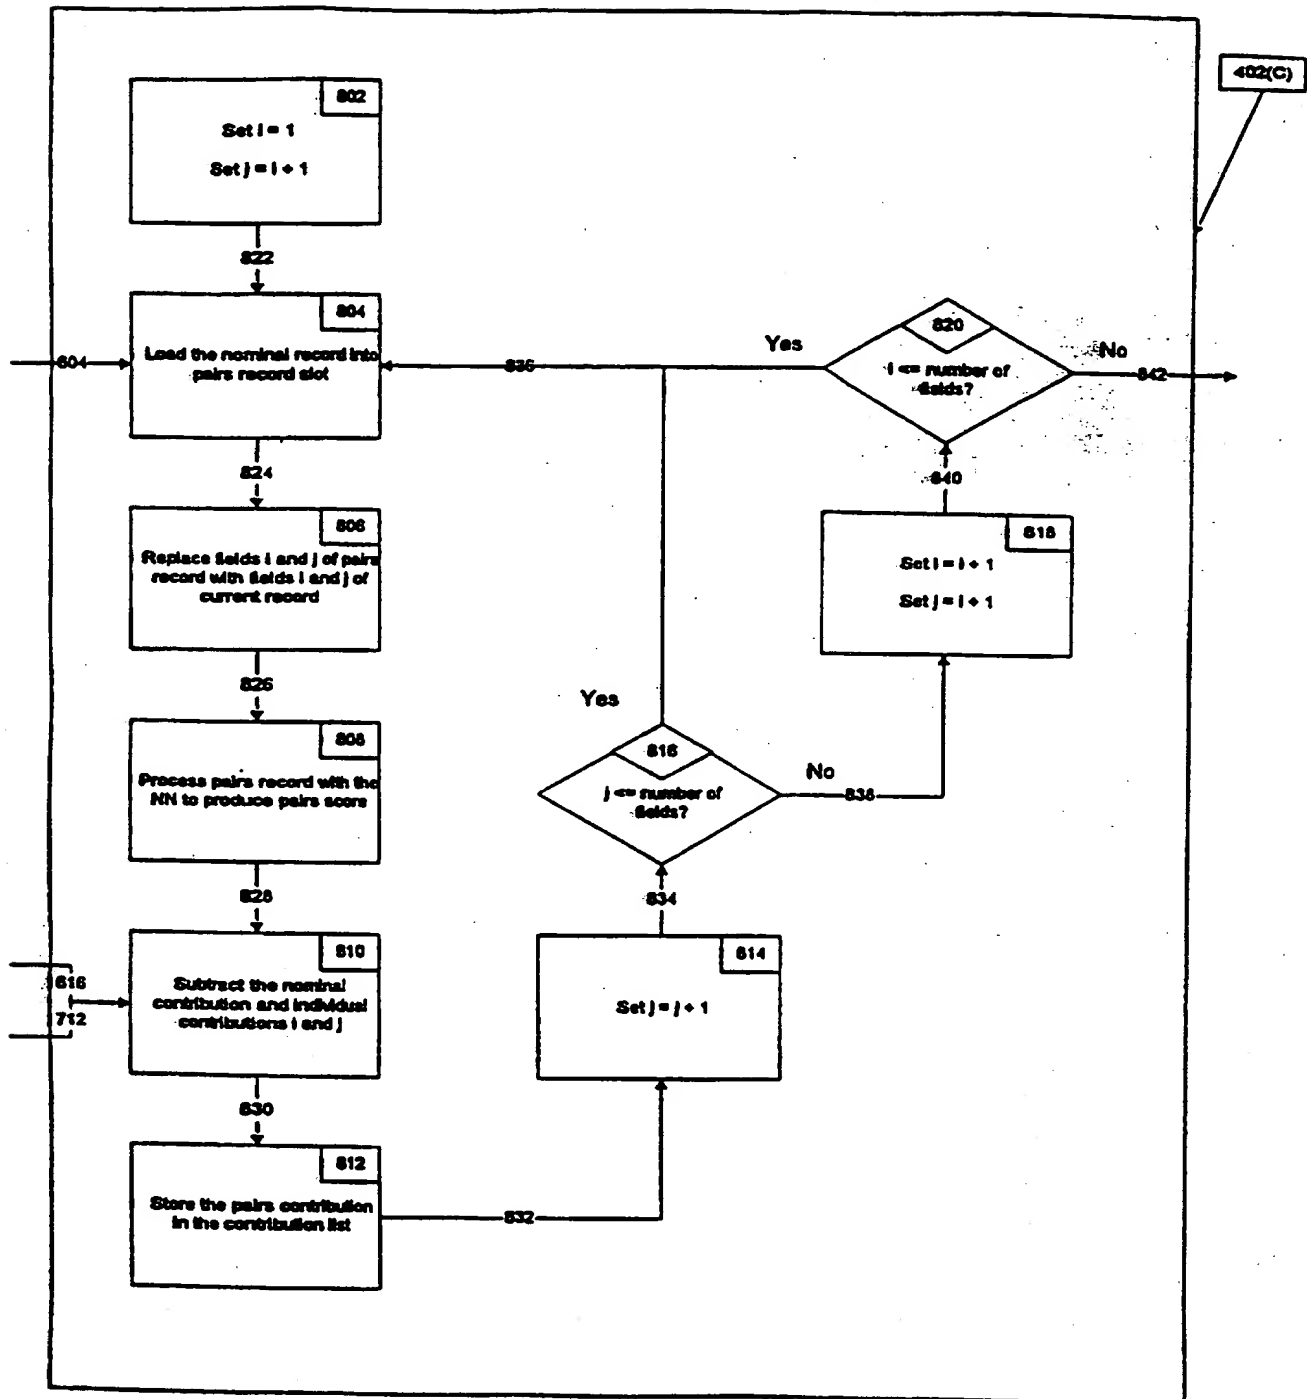 402(C)
802
Set i = 1
Set j = i + 1
822
804
Load the nominal record into
pairs record slot
604
836
Yes
820
i <= number of
fields?
No
842
824
840
806
Replace fields i and j of pairs
record with fields i and j of
current record
818
Set i = i + 1
Set j = i + 1
826
Yes
808
Process pairs record with the
NN to produce pairs score
816
j <= number of
fields?
No
838
828
834
810
Subtract the nominal
contribution and individual
contributions i and j
616
712
814
Set j = j + 1
830
812
Store the pairs contribution
in the contribution list
832